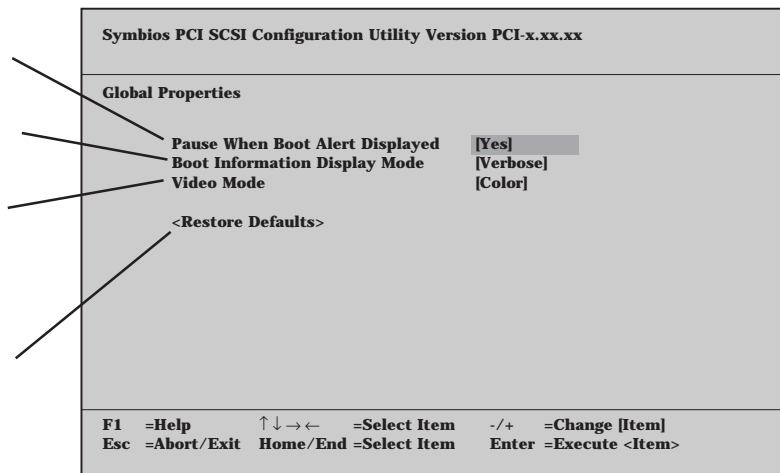 Symbios PCI SCSI Configuration Utility Version PCI-x.xx.xx
Global Properties
Pause When Boot Alert Displayed [Yes]
Boot Information Display Mode [Verbose]
Video Mode [Color]
<Restore Defaults>
F1 =Help ↑↓→← =Select Item -/+ =Change [Item]
Esc =Abort/Exit Home/End =Select Item Enter =Execute <Item>